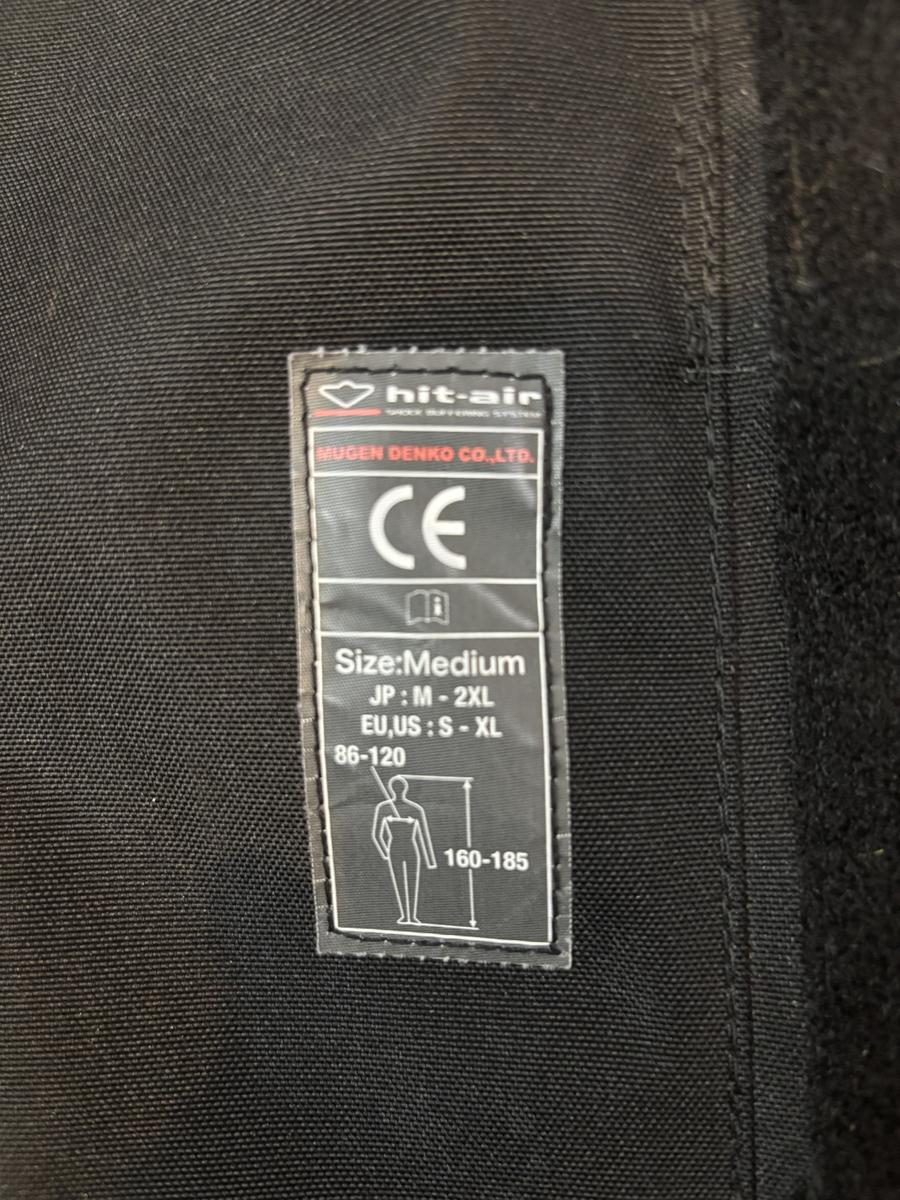 hit-air
SHOCK BUFFERING SYSTEM
MUGEN DENKO CO.,LTD.
CE
i
Size:Medium
JP : M - 2XL
EU,US : S - XL
86-120
160-185